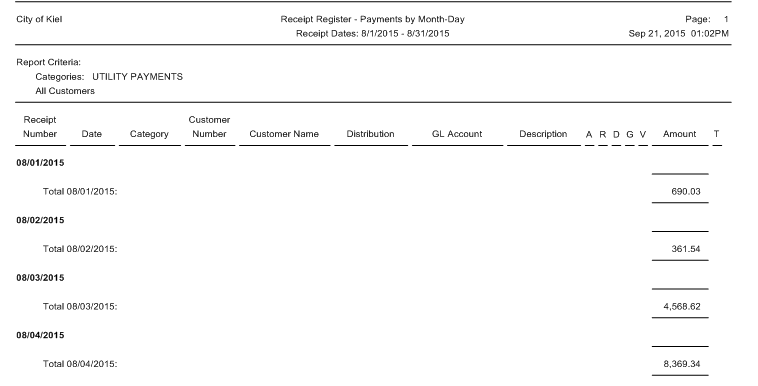 City of Kiel Receipt Register - Payments by Month-Day Page: 1
Receipt Dates: 8/1/2015 - 8/31/2015 Sep 21, 2015 01:02PM
Report Criteria:
Categories: UTILITY PAYMENTS
All Customers
Receipt Customer
Number Date Category Number Customer Name Distribution GL Account Description A R D G V Amount T
08/01/2015
Total 08/01/2015: 690.03
08/02/2015
Total 08/02/2015: 361.54
08/03/2015
Total 08/03/2015: 4,568.62
08/04/2015
Total 08/04/2015: 8,369.34